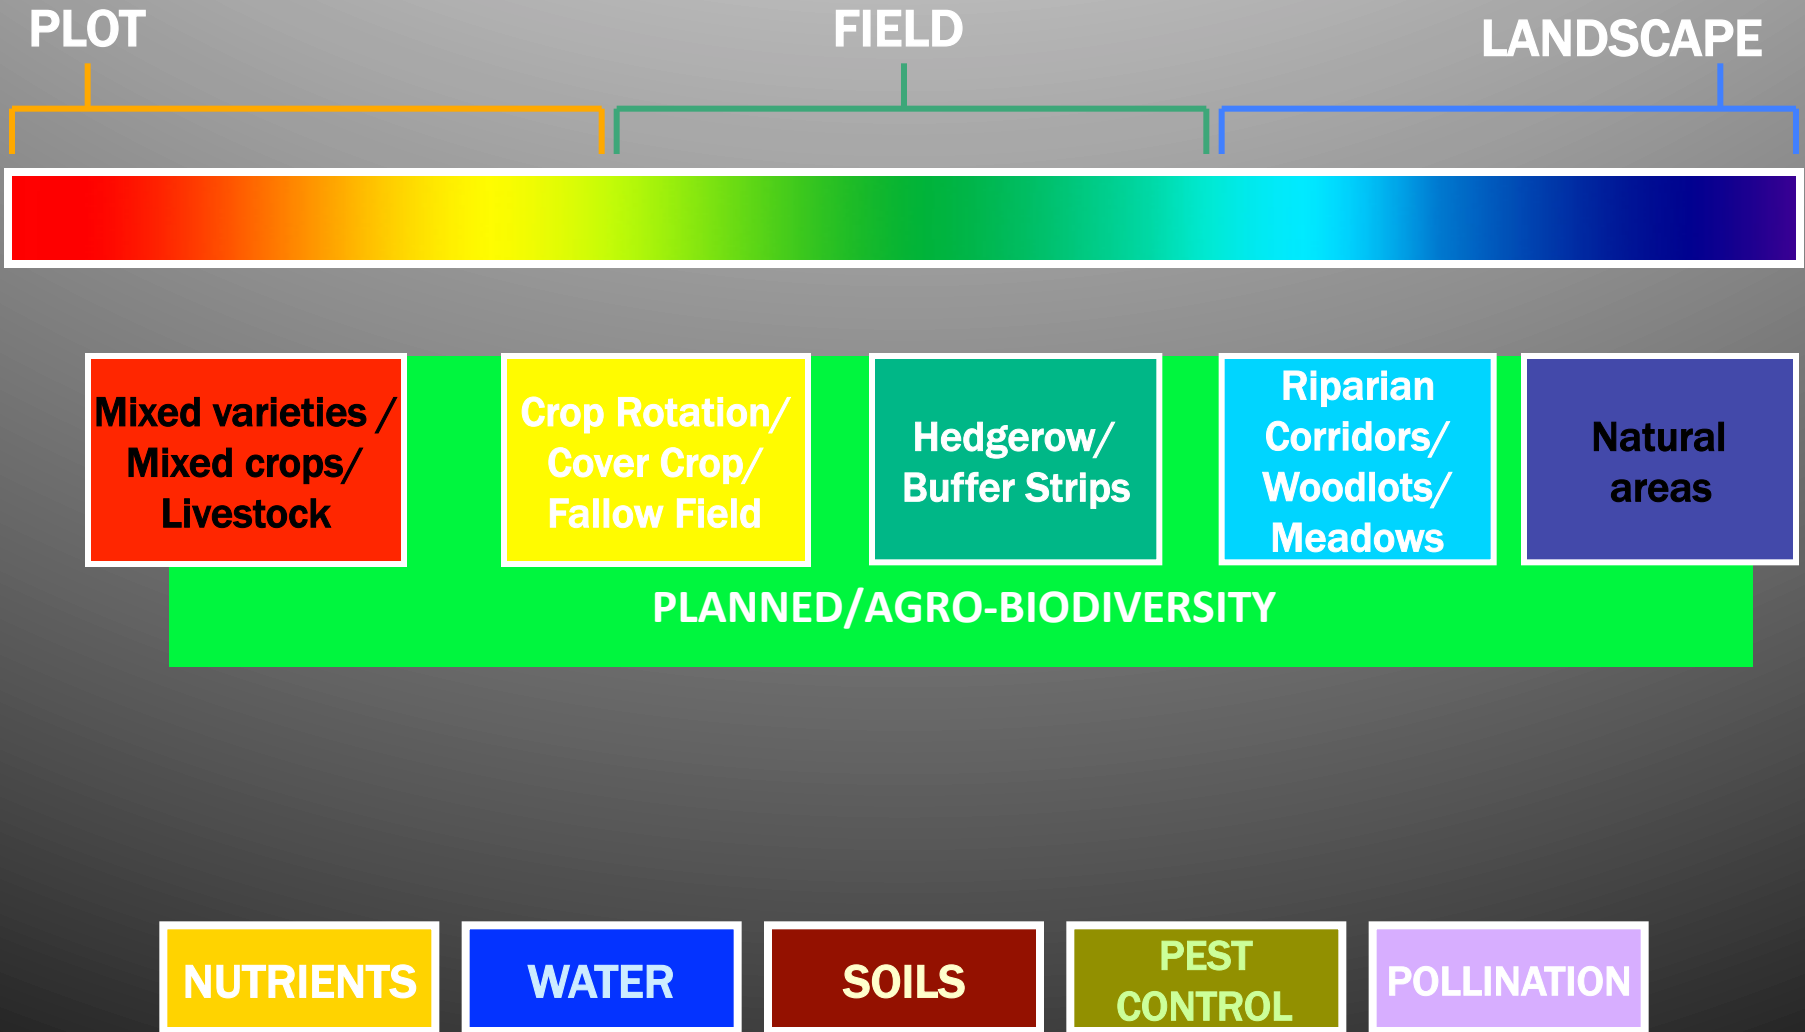 PLOT
FIELD
LANDSCAPE
Mixed varieties /
Mixed crops/
Livestock
Crop Rotation/
Cover Crop/
Fallow Field
Hedgerow/
Buffer Strips
Riparian
Corridors/
Woodlots/
Meadows
Natural
areas
PLANNED/AGRO-BIODIVERSITY
NUTRIENTS
WATER
SOILS
PEST
CONTROL
POLLINATION